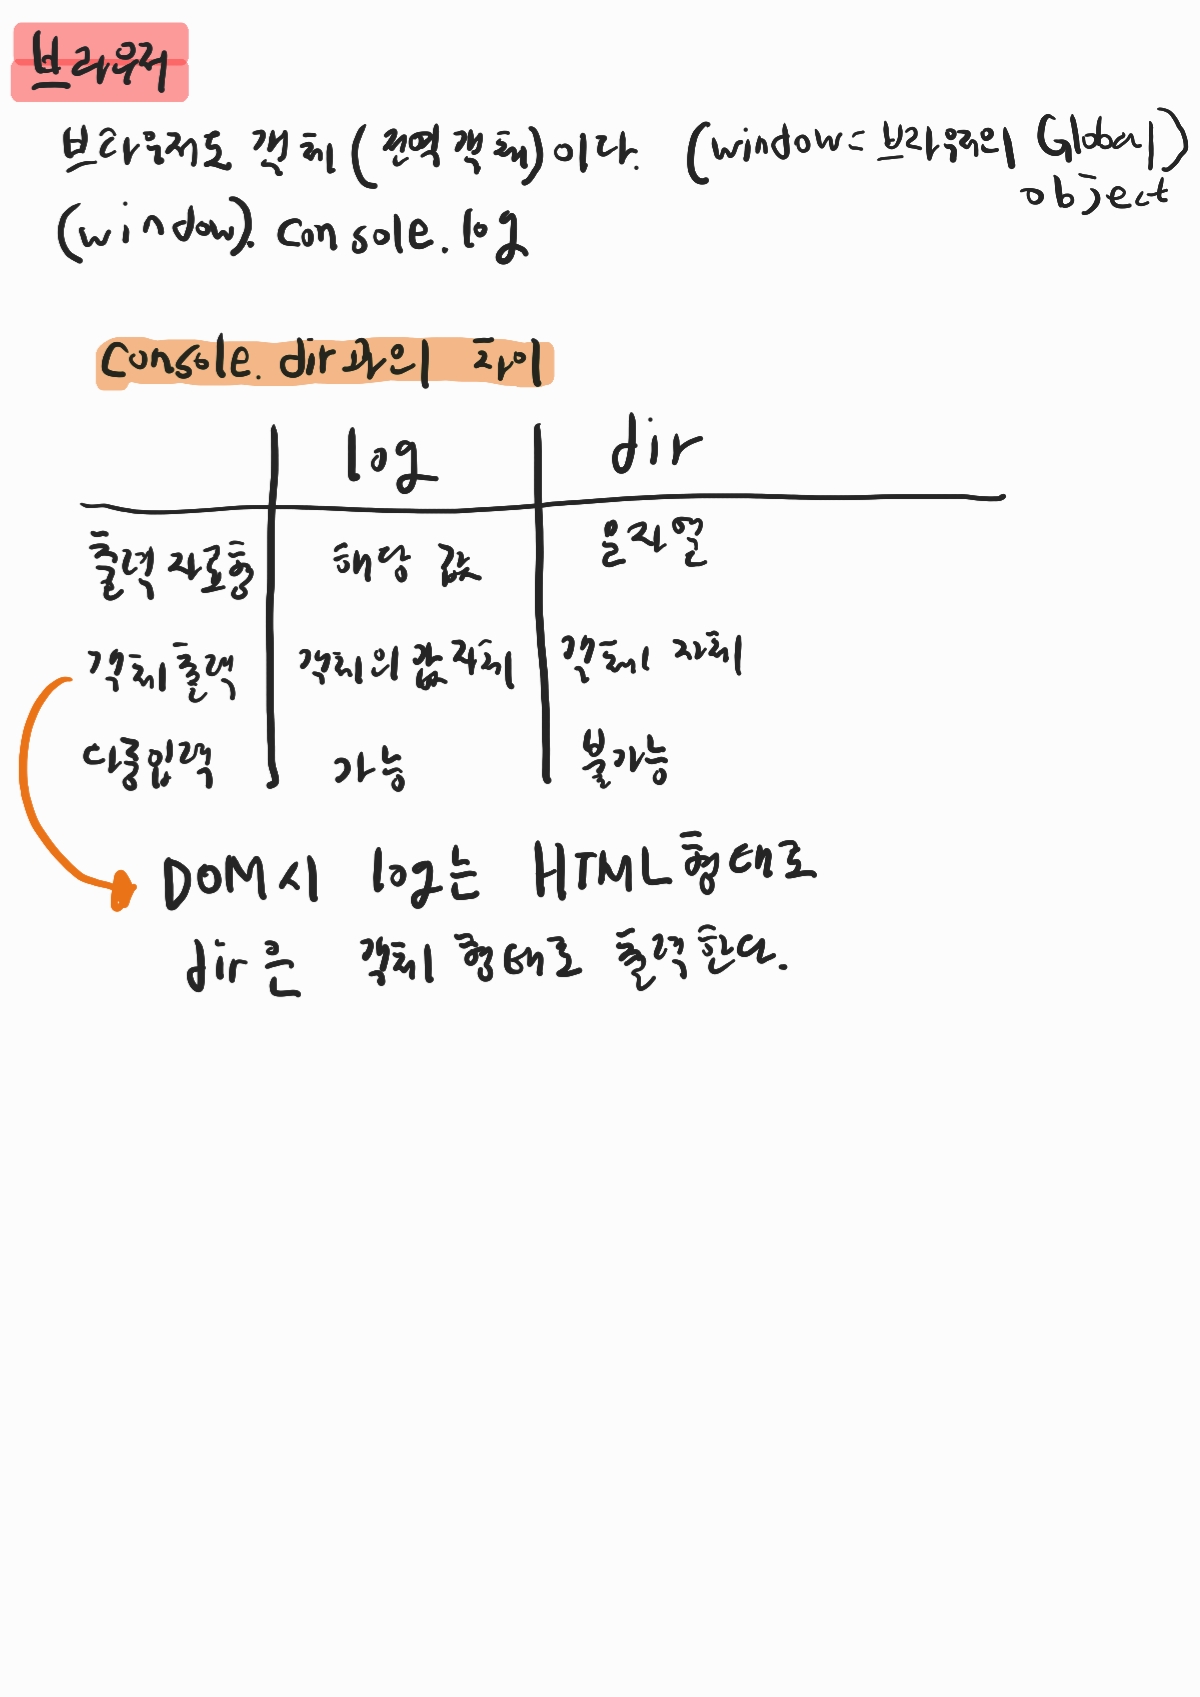 브라우저
브라우저도 객체(전역객체)이다. (window = 브라우저의 Global object)
(window). console.log
console.dir과의 차이
log dir
출력 자료형 해당 값 문자열
객체 출력 객체의 값 자체 객체 자체
다중입력 가능 불가능
DOM시 log는 HTML형태로
dir은 객체 형태로 출력한다.